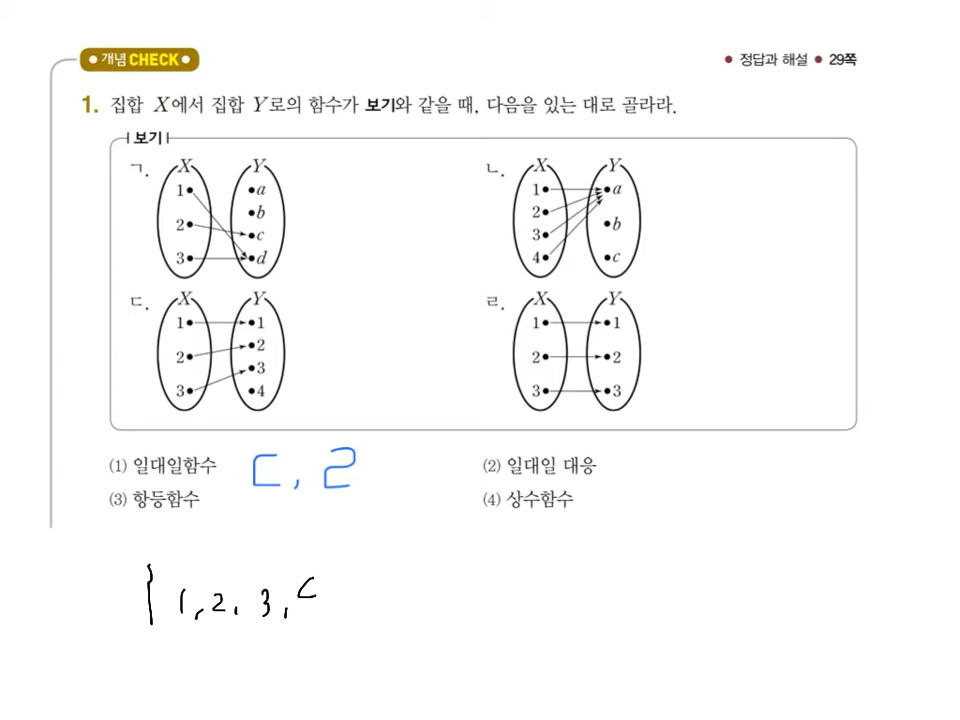 개념 CHECK
● 정답과 해설 ● 29쪽
1. 집합 X에서 집합 Y로의 함수가 보기와 같을 때, 다음을 있는 대로 골라라.
보기
ㄱ. X Y
1 a
b
2 c
3 d
ㄴ. X Y
1 a
2 b
3
4 c
ㄷ. X Y
1 1
2 2
3
3 4
ㄹ. X Y
1 1
2 2
3 3
(1) 일대일함수 ㄷ, ㄹ (2) 일대일 대응
(3) 항등함수 (4) 상수함수
{ 1, 2, 3,